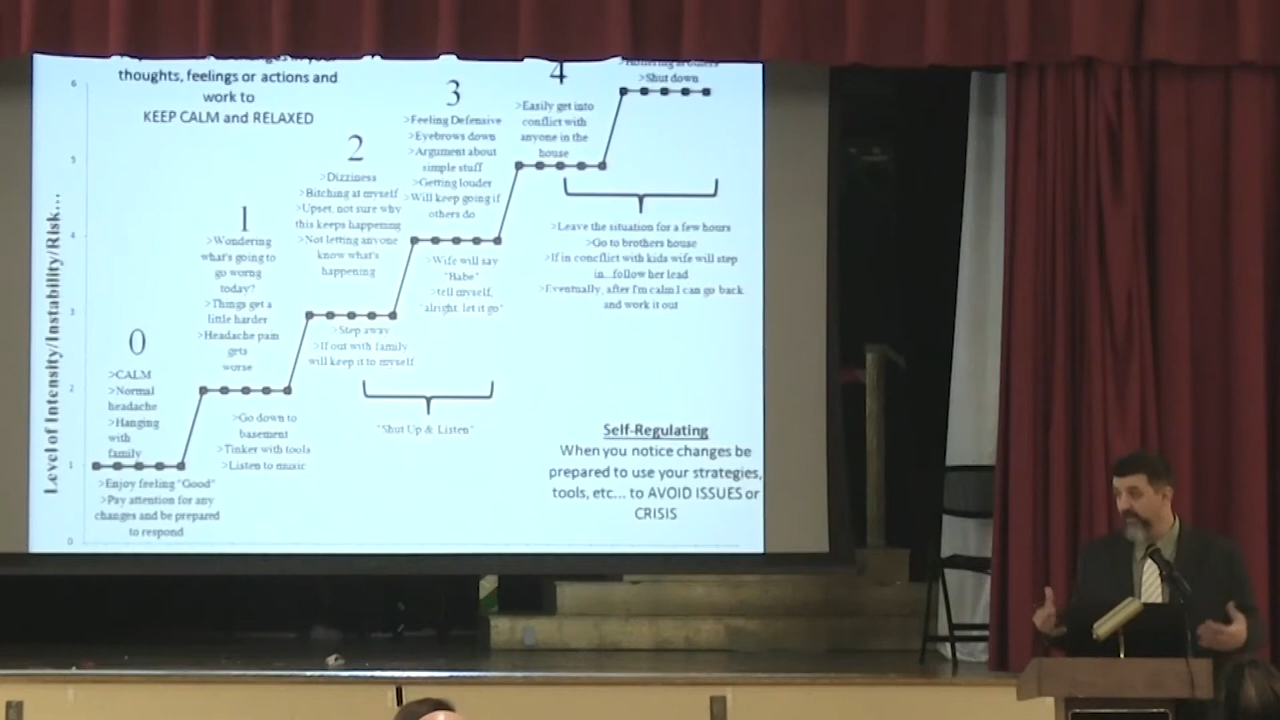 thoughts, feelings or actions and
work to
KEEP CALM and RELAXED
Level of Intensity/Instability/Risk...
6
5
4
3
2
1
0
0
>CALM
>Normal
headache
>Hanging
with
family
>Enjoy feeling "Good"
>Pay attention for any
changes and be prepared
to respond
1
>Wondering
what's going to
go worng
today?
>Things get a
little harder
>Headache pain
gets
worse
>Go down to
basement
>Tinker with tools
>Listen to music
2
>Dizziness
>Bitching at myself
>Upset, not sure why
this keeps happening
>Not letting anyone
know what's
happening
>Step away
>If out with family
will keep it to myself
3
>Feeling Defensive
>Eyebrows down
>Argument about
simple stuff
>Getting louder
>Will keep going if
others do
>Wife will say
"Babe"
>tell myself,
"alright, let it go"
"Shut Up & Listen"
4
>Easily get into
conflict with
anyone in the
house
>Shut down
>Leave the situation for a few hours
>Go to brothers house
>If in concflict with kids wife will step
in...follow her lead
>Eventually, after I'm calm I can go back
and work it out
Self-Regulating
When you notice changes be
prepared to use your strategies,
tools, etc... to AVOID ISSUES or
CRISIS